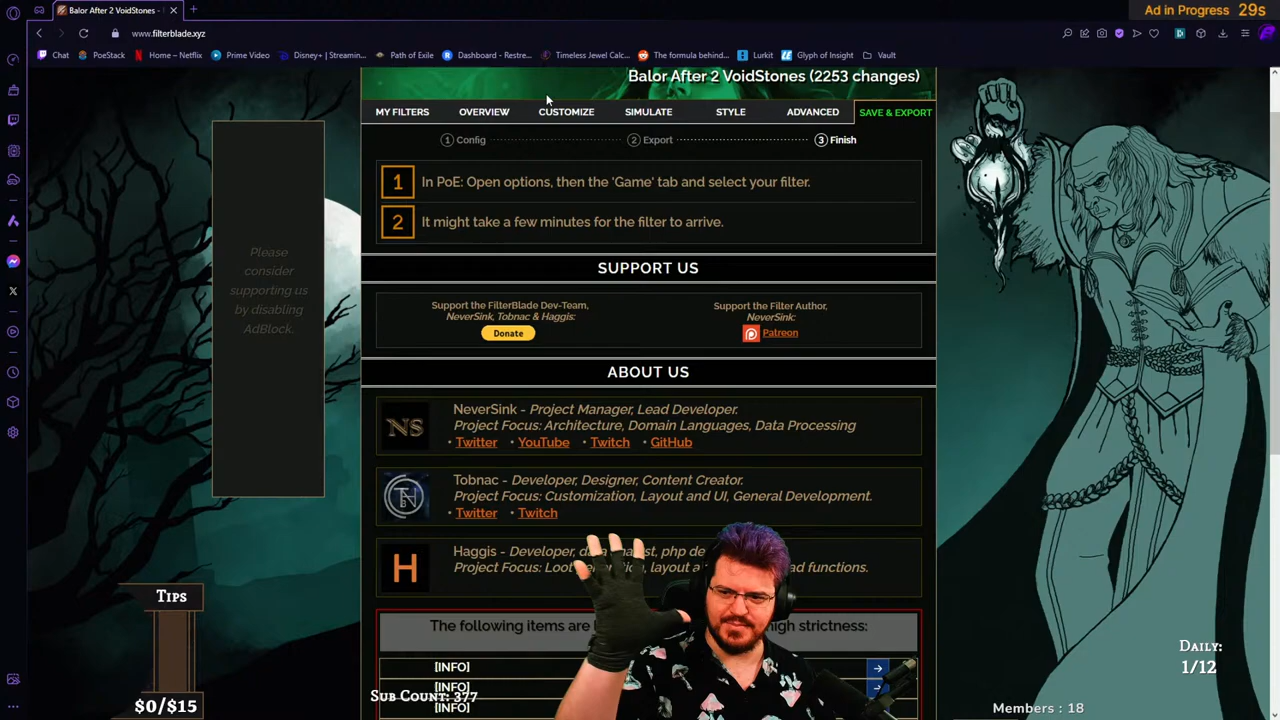 Balor After 2 VoidStones -
Ad in Progress 29s
www.filterblade.xyz
Chat
PoeStack
Home – Netflix
Prime Video
Disney+ | Streamin...
Path of Exile
Dashboard - Restre...
Timeless Jewel Calc...
The formula behind...
Lurkit
Glyph of Insight
Vault
Balor After 2 VoidStones (2253 changes)
MY FILTERS
OVERVIEW
CUSTOMIZE
SIMULATE
STYLE
ADVANCED
SAVE & EXPORT
1 Config
2 Export
3 Finish
1 In PoE: Open options, then the 'Game' tab and select your filter.
2 It might take a few minutes for the filter to arrive.
Please
consider
supporting us
by disabling
AdBlock.
SUPPORT US
Support the FilterBlade Dev-Team,
NeverSink, Tobnac & Haggis:
Donate
Support the Filter Author,
NeverSink:
Patreon
ABOUT US
NS
NeverSink - Project Manager, Lead Developer.
Project Focus: Architecture, Domain Languages, Data Processing
• Twitter • YouTube • Twitch • GitHub
TN
Tobnac - Developer, Designer, Content Creator.
Project Focus: Customization, Layout and UI, General Development.
• Twitter • Twitch
H
Haggis - Developer, php de
Project Focus: Loot layout a ad functions.
The following items are high strictness:
[INFO]
[INFO]
[INFO]
Tips
$0/$15
Sub Count: 377
Daily:
1/12
Members : 18